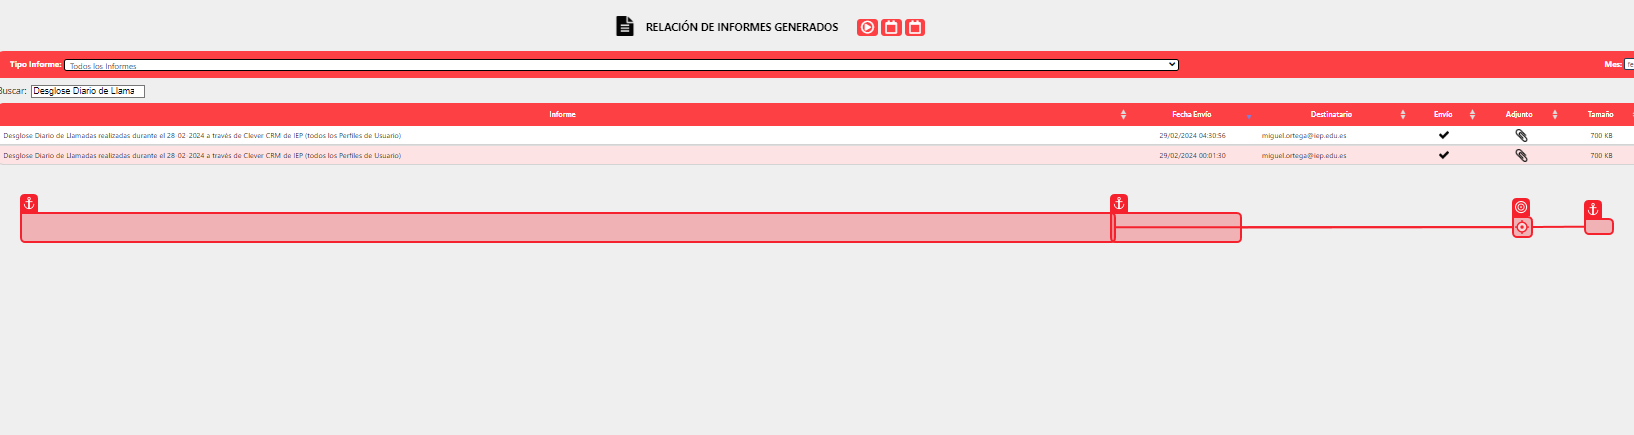 RELACIÓN DE INFORMES GENERADOS
Tipo Informe: Todos los Informes Mes:
Buscar: Desglose Diario de Llama
Informe Fecha Envío Destinatario Envío Adjunto Tamaño
Desglose Diario de Llamadas realizadas durante el 28-02-2024 a través de Clever CRM de IEP (todos los Perfiles de Usuario) 29/02/2024 04:30:56 miguel.ortega@iep.edu.es 700 KB
Desglose Diario de Llamadas realizadas durante el 28-02-2024 a través de Clever CRM de IEP (todos los Perfiles de Usuario) 29/02/2024 00:01:30 miguel.ortega@iep.edu.es 700 KB